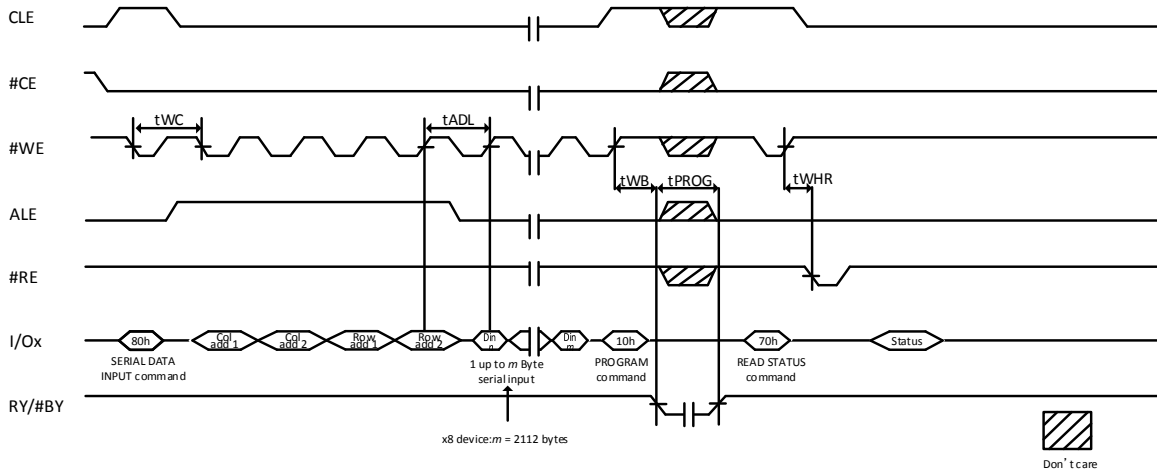 CLE
#CE
tWC
tADL
#WE
tWB
tPROG
tWHR
ALE
#RE
I/Ox
80h
Col
add 1
Col
add 2
Row
add 1
Row
add 2
Din
n
Din
m
10h
70h
Status
SERIAL DATA
INPUT command
1 up to m Byte
serial input
PROGRAM
command
READ STATUS
command
RY/#BY
x8 device:m = 2112 bytes
Don't care